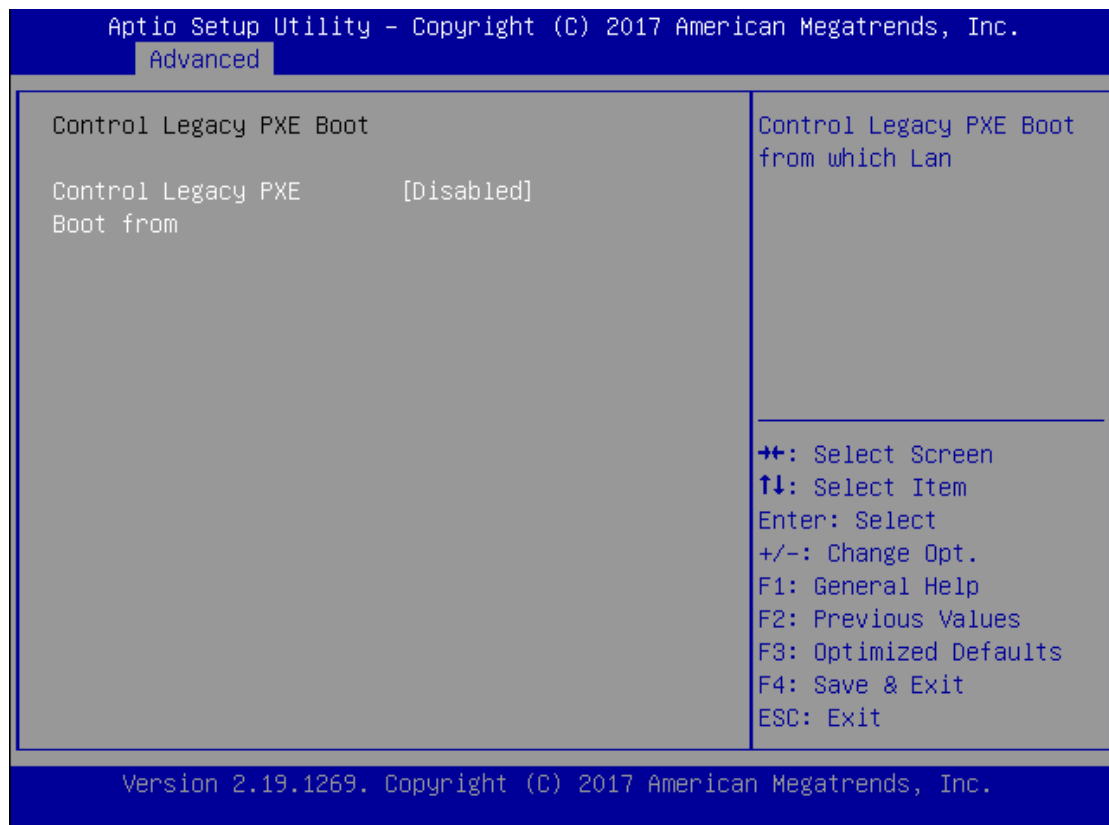 Aptio Setup Utility – Copyright (C) 2017 American Megatrends, Inc.
Advanced
Control Legacy PXE Boot
Control Legacy PXE [Disabled]
Boot from
Control Legacy PXE Boot
from which Lan
→←: Select Screen
↑↓: Select Item
Enter: Select
+/-: Change Opt.
F1: General Help
F2: Previous Values
F3: Optimized Defaults
F4: Save & Exit
ESC: Exit
Version 2.19.1269. Copyright (C) 2017 American Megatrends, Inc.